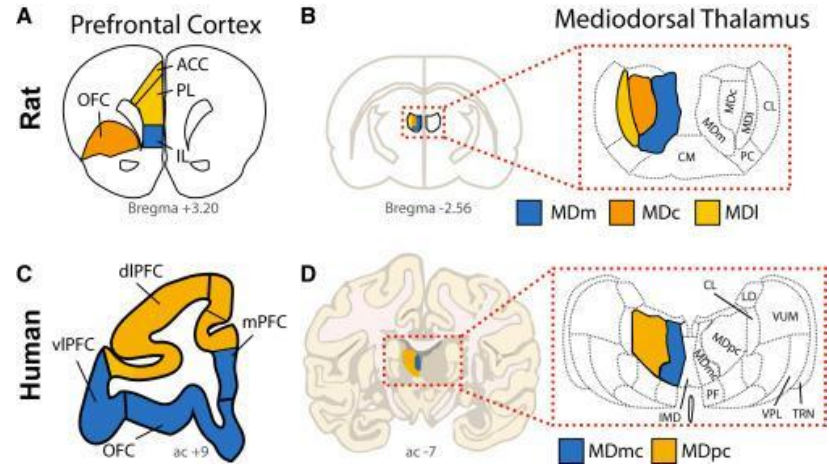 A
Prefrontal Cortex
ACC
PL
OFC
IL
Bregma +3.20
Rat
B
Mediodorsal Thalamus
Bregma -2.56
MDc
CL
MDl
MDm
CM
PC
MDm
MDc
MDl
C
dlPFC
mPFC
vlPFC
OFC
ac +9
Human
D
ac -7
CL
LD
VUM
MDpc
MDmc
PF
IMD
VPL
TRN
MDmc
MDpc